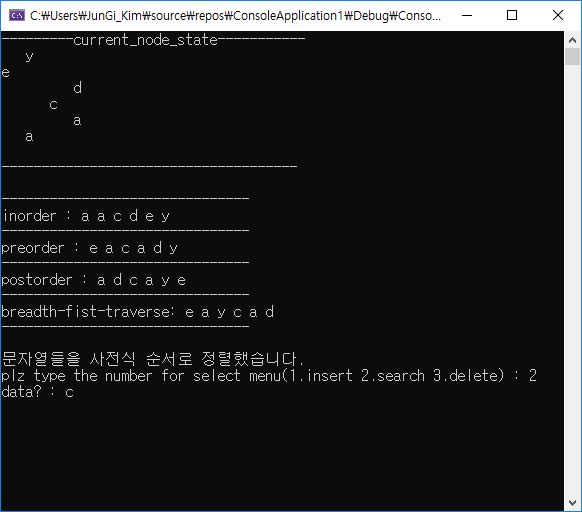 C:₩Users₩JunGi_Kim₩source₩repos₩ConsoleApplication1₩Debug₩Conso...
---------current_node_state-----------
y
e
d
c
a
a
-------------------------------------
-------------------------------
inorder : a a c d e y
-------------------------------
preorder : e a c a d y
-------------------------------
postorder : a d c a y e
-------------------------------
breadth-fist-traverse: e a y c a d
-------------------------------
문자열들을 사전식 순서로 정렬했습니다.
plz type the number for select menu(1.insert 2.search 3.delete) : 2
data? : c